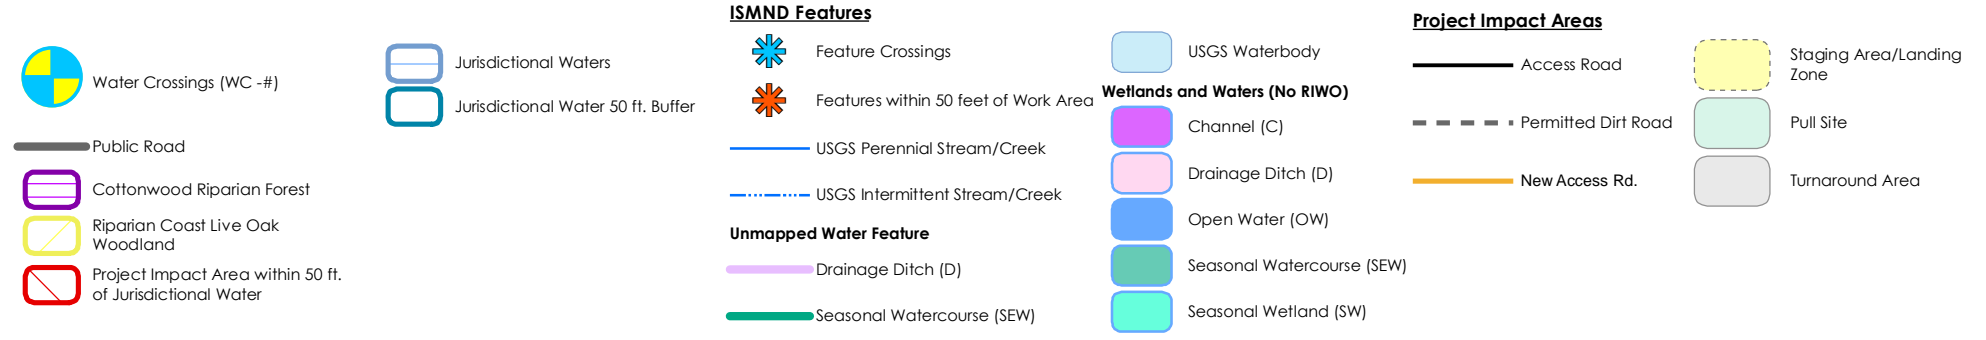 Water Crossings (WC -#)
Public Road
Cottonwood Riparian Forest
Riparian Coast Live Oak
Woodland
Project Impact Area within 50 ft.
of Jurisdictional Water
Jurisdictional Waters
Jurisdictional Water 50 ft. Buffer
ISMND Features
Feature Crossings
Features within 50 feet of Work Area
USGS Perennial Stream/Creek
USGS Intermittent Stream/Creek
Unmapped Water Feature
Drainage Ditch (D)
Seasonal Watercourse (SEW)
USGS Waterbody
Wetlands and Waters (No RIWO)
Channel (C)
Drainage Ditch (D)
Open Water (OW)
Seasonal Watercourse (SEW)
Seasonal Wetland (SW)
Project Impact Areas
Access Road
Permitted Dirt Road
New Access Rd.
Staging Area/Landing
Zone
Pull Site
Turnaround Area